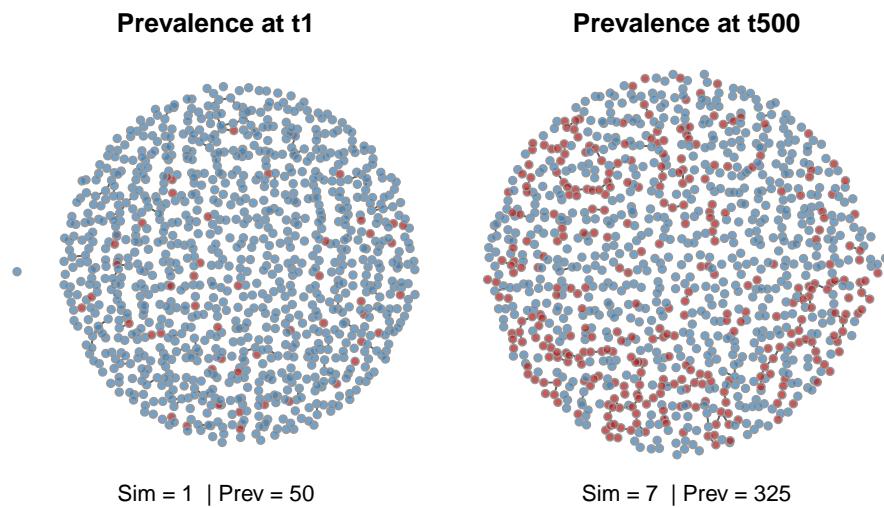 Prevalence at t1
Prevalence at t500
Sim = 1 | Prev = 50
Sim = 7 | Prev = 325